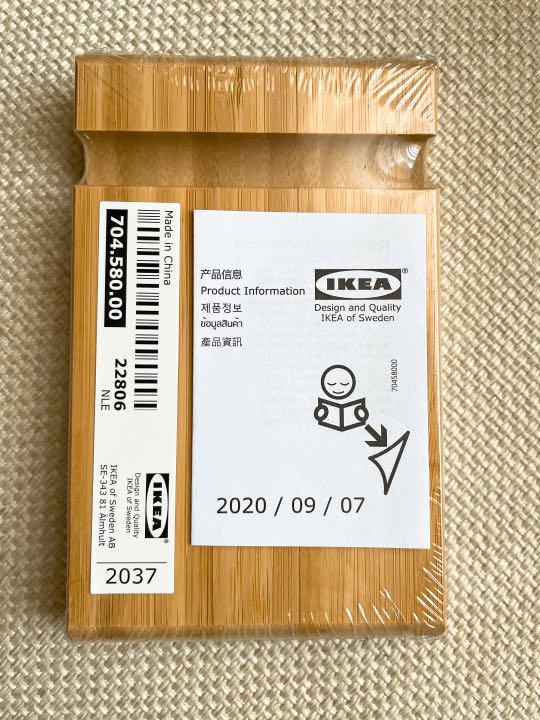 Made in China
704.580.00
22806
NLE
Design and Quality
IKEA of Sweden
IKEA
IKEA of Sweden AB
SE-343 81 Älmhult
2037
产品信息
Product Information
제품정보
ข้อมูลสินค้า
產品資訊
IKEA®
Design and Quality
IKEA of Sweden
70458000
2020 / 09 / 07